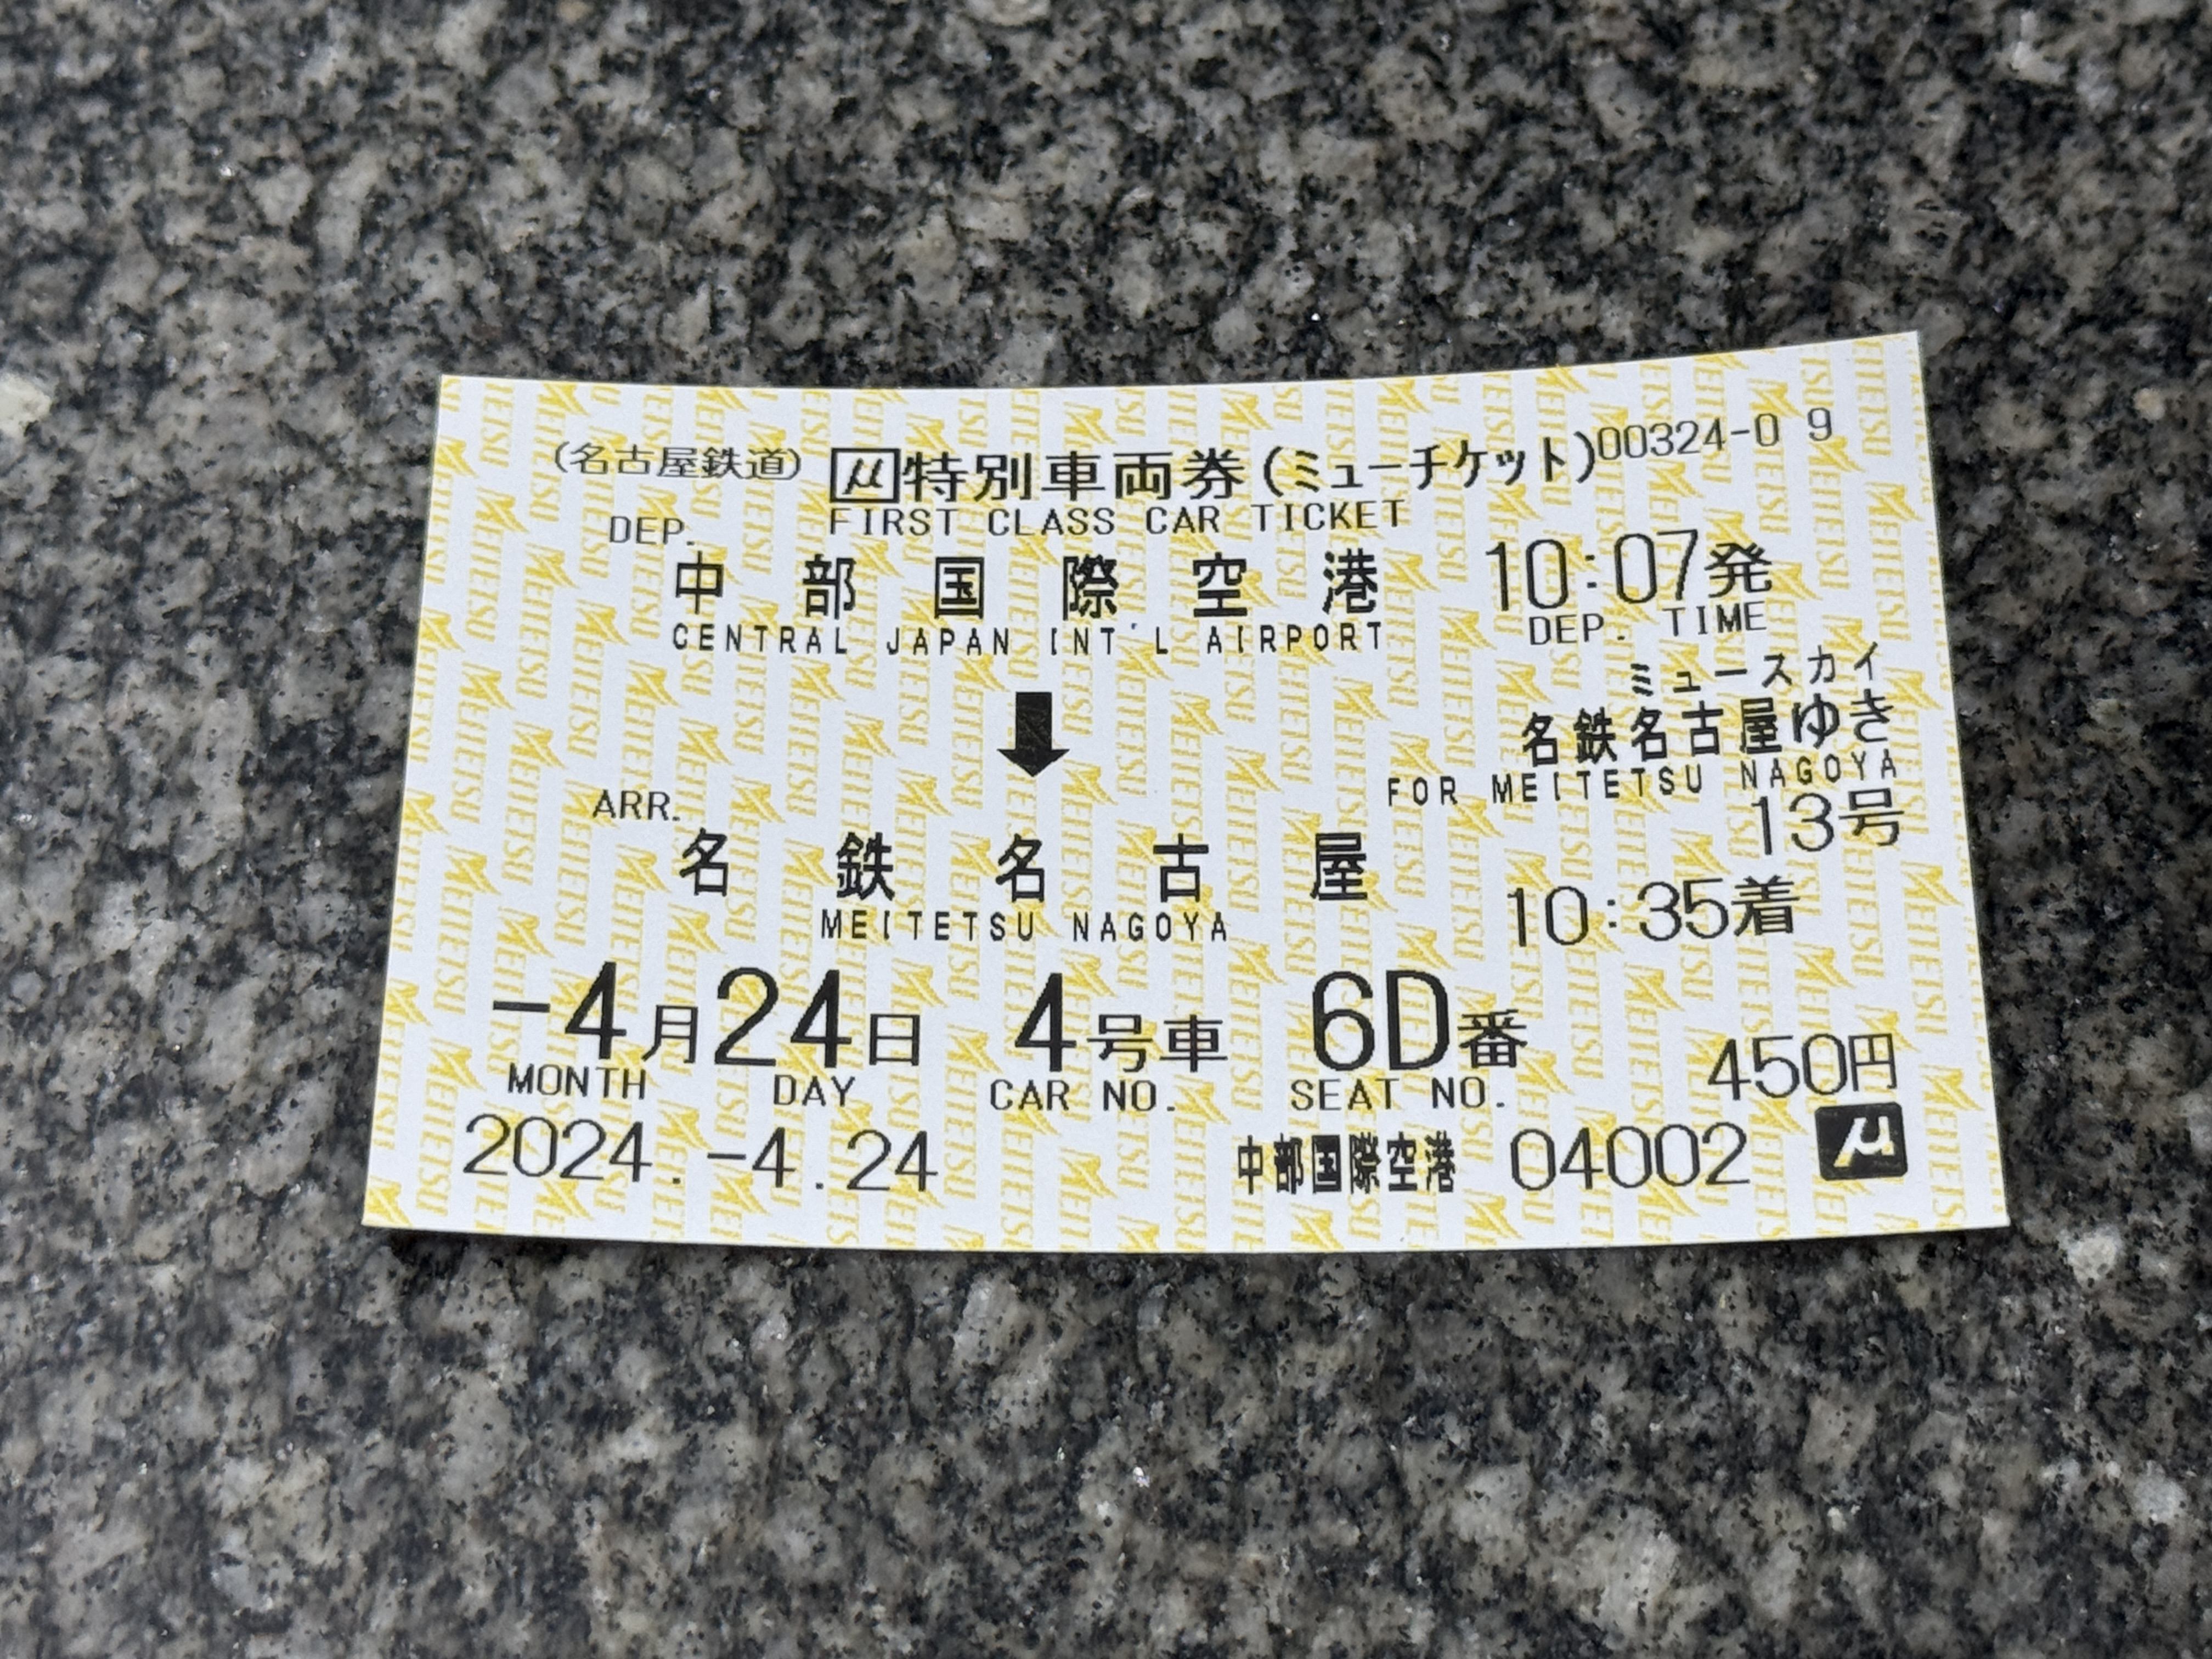 (名古屋鉄道) μ特別車両券(ミューチケット)00324-0 9
DEP. FIRST CLASS CAR TICKET
中部国際空港 10:07発
CENTRAL JAPAN INT'L AIRPORT DEP. TIME
ミュースカイ
名鉄名古屋ゆき
FOR MEITETSU NAGOYA
13号
ARR.
名鉄名古屋 10:35着
MEITETSU NAGOYA
-4月24日 4号車 6D番
MONTH DAY CAR NO. SEAT NO.
450円
2024.-4.24 中部国際空港 04002 μ